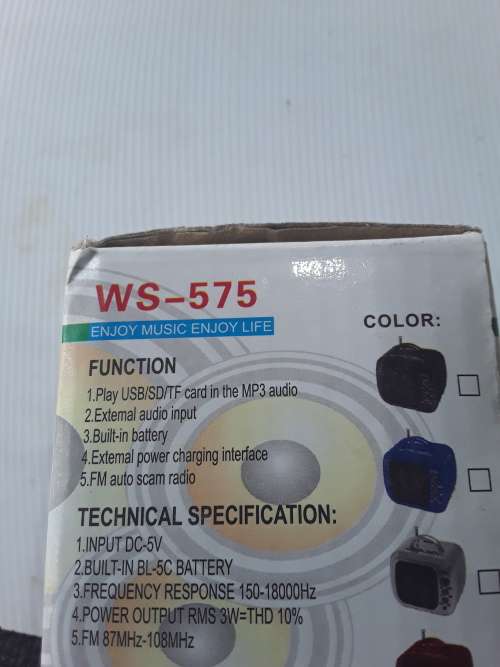 WS-575
ENJOY MUSIC ENJOY LIFE
COLOR:
FUNCTION
1.Play USB/SD/TF card in the MP3 audio
2.External audio input
3.Built-in battery
4.External power charging interface
5.FM auto scam radio
TECHNICAL SPECIFICATION:
1.INPUT DC-5V
2.BUILT-IN BL-5C BATTERY
3.FREQUENCY RESPONSE 150-18000Hz
4.POWER OUTPUT RMS 3W=THD 10%
5.FM 87MHz-108MHz